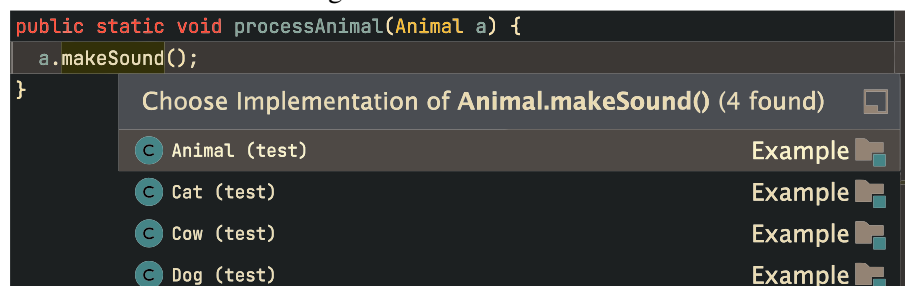 public static void processAnimal(Animal a) {
a.makeSound();
}
Choose Implementation of Animal.makeSound() (4 found)
C Animal (test) Example
C Cat (test) Example
C Cow (test) Example
C Dog (test) Example